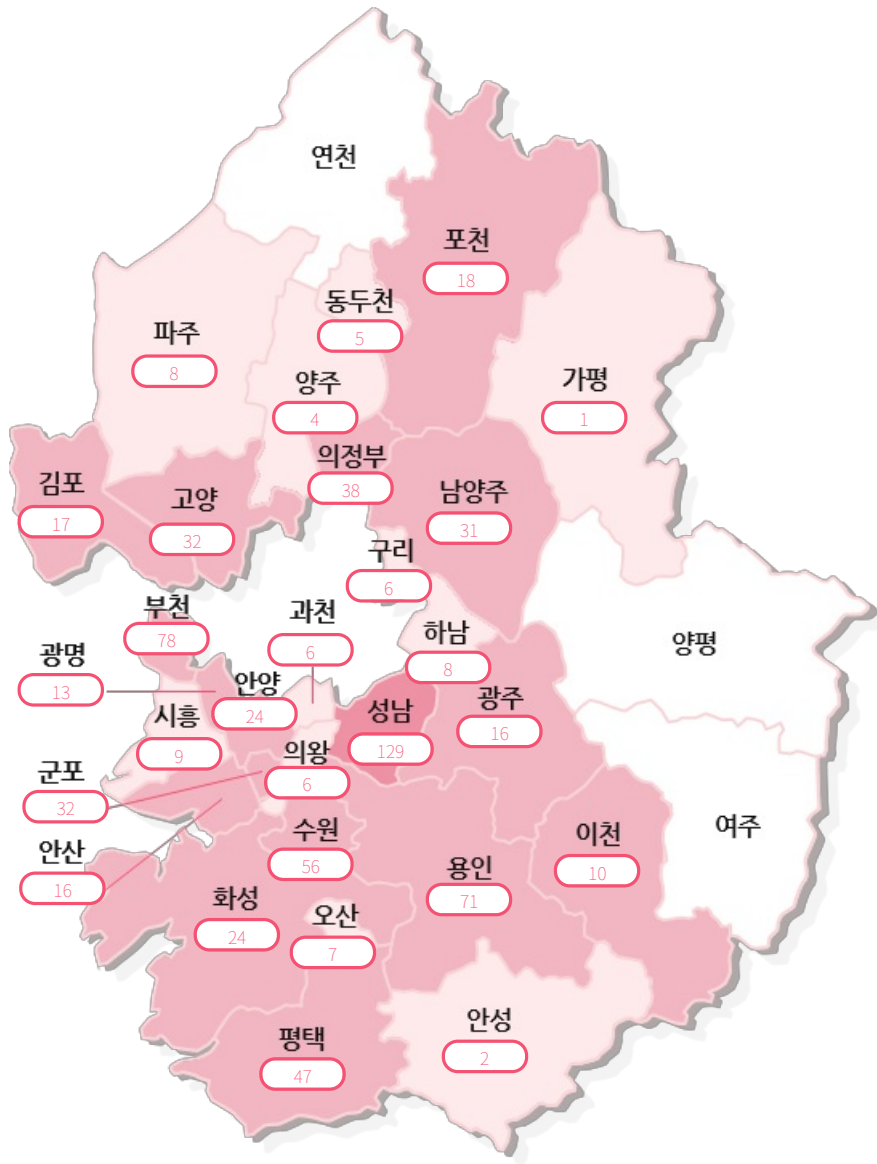 연천
포천
18
동두천
5
파주
8
양주
4
가평
1
의정부
38
김포
17
고양
32
남양주
31
구리
6
부천
78
과천
6
하남
8
양평
광명
13
안양
24
시흥
9
성남
129
광주
16
의왕
6
군포
32
수원
56
이천
10
여주
안산
16
용인
71
화성
24
오산
7
안성
2
평택
47